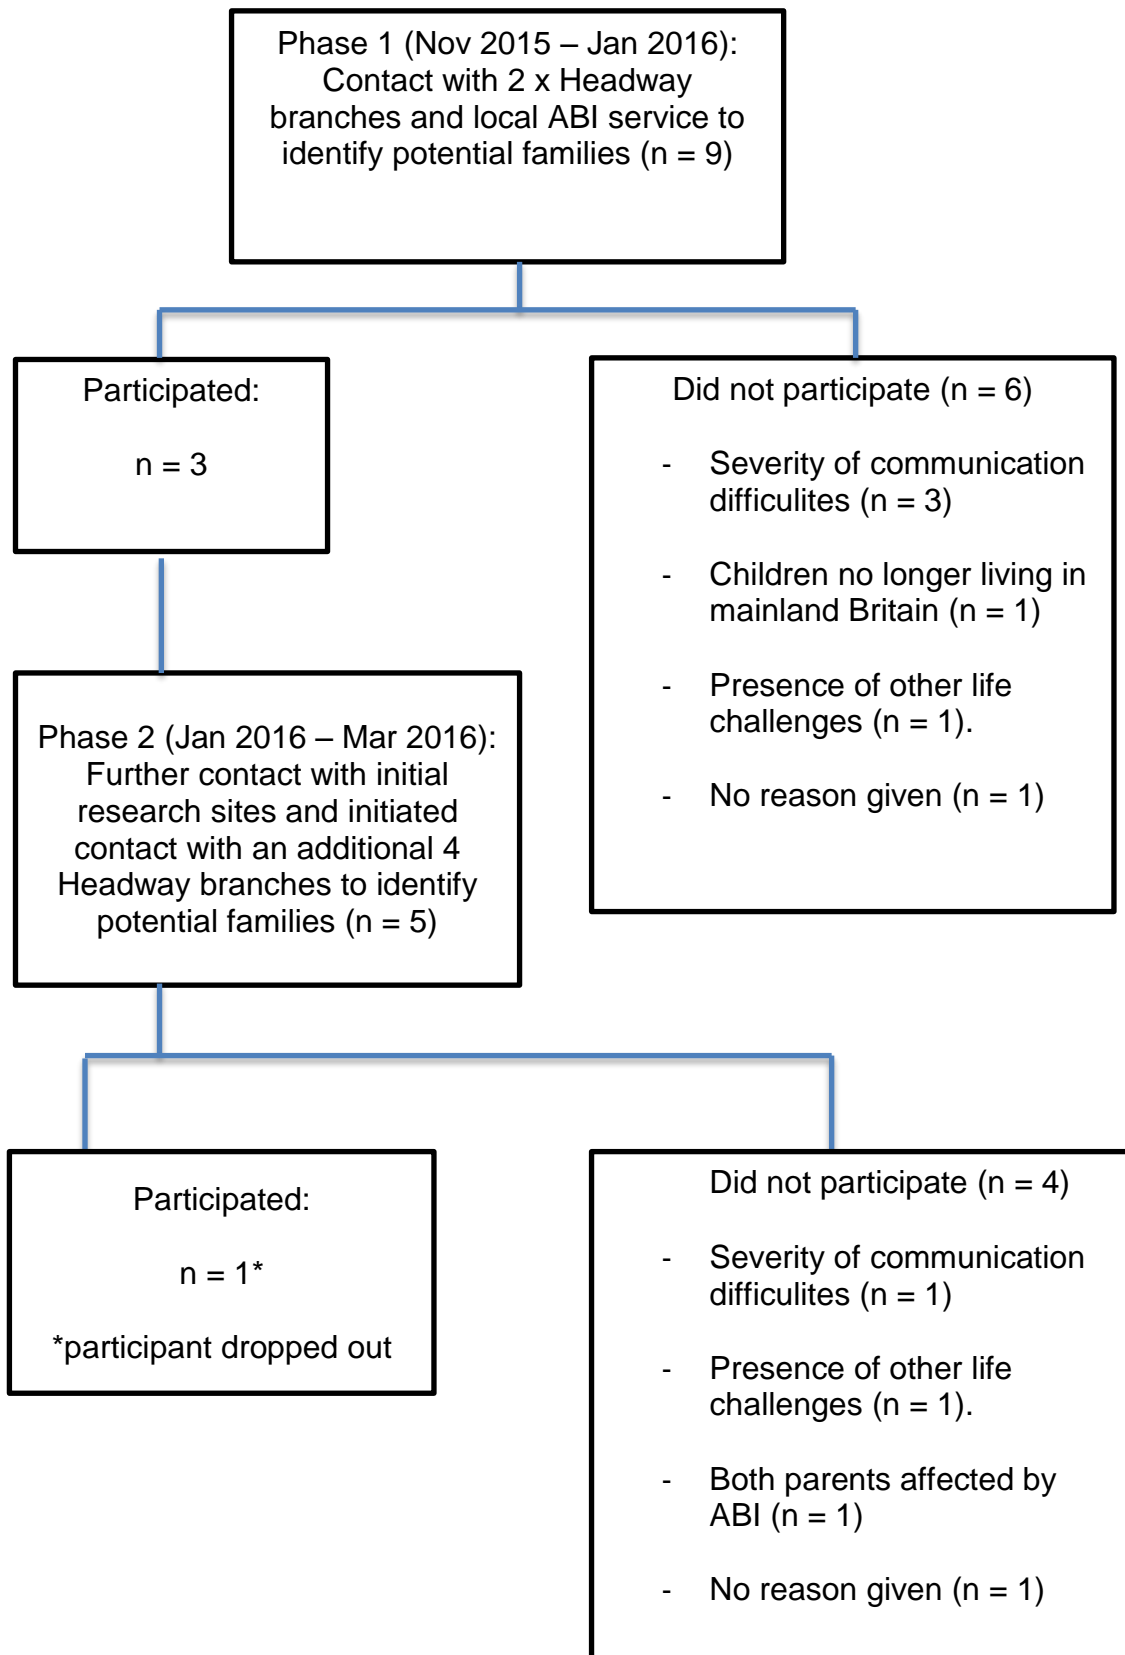 Phase 1 (Nov 2015 – Jan 2016):
Contact with 2 x Headway
branches and local ABI service to
identify potential families (n = 9)
Participated:
n = 3
Did not participate (n = 6)
- Severity of communication
difficulites (n = 3)
- Children no longer living in
mainland Britain (n = 1)
- Presence of other life
challenges (n = 1).
- No reason given (n = 1)
Phase 2 (Jan 2016 – Mar 2016):
Further contact with initial
research sites and initiated
contact with an additional 4
Headway branches to identify
potential families (n = 5)
Participated:
n = 1*
*participant dropped out
Did not participate (n = 4)
- Severity of communication
difficulites (n = 1)
- Presence of other life
challenges (n = 1).
- Both parents affected by
ABI (n = 1)
- No reason given (n = 1)